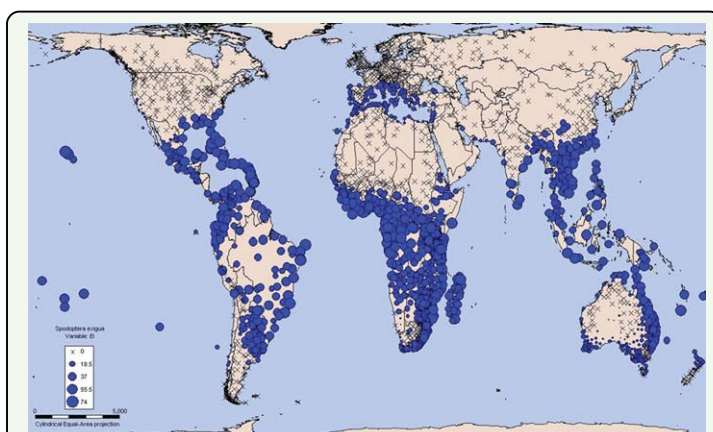 Spodoptera exigua
Variable: EI
0
18.5
37
55.5
74
0 5,000
Cylindrical Equal-Area projection